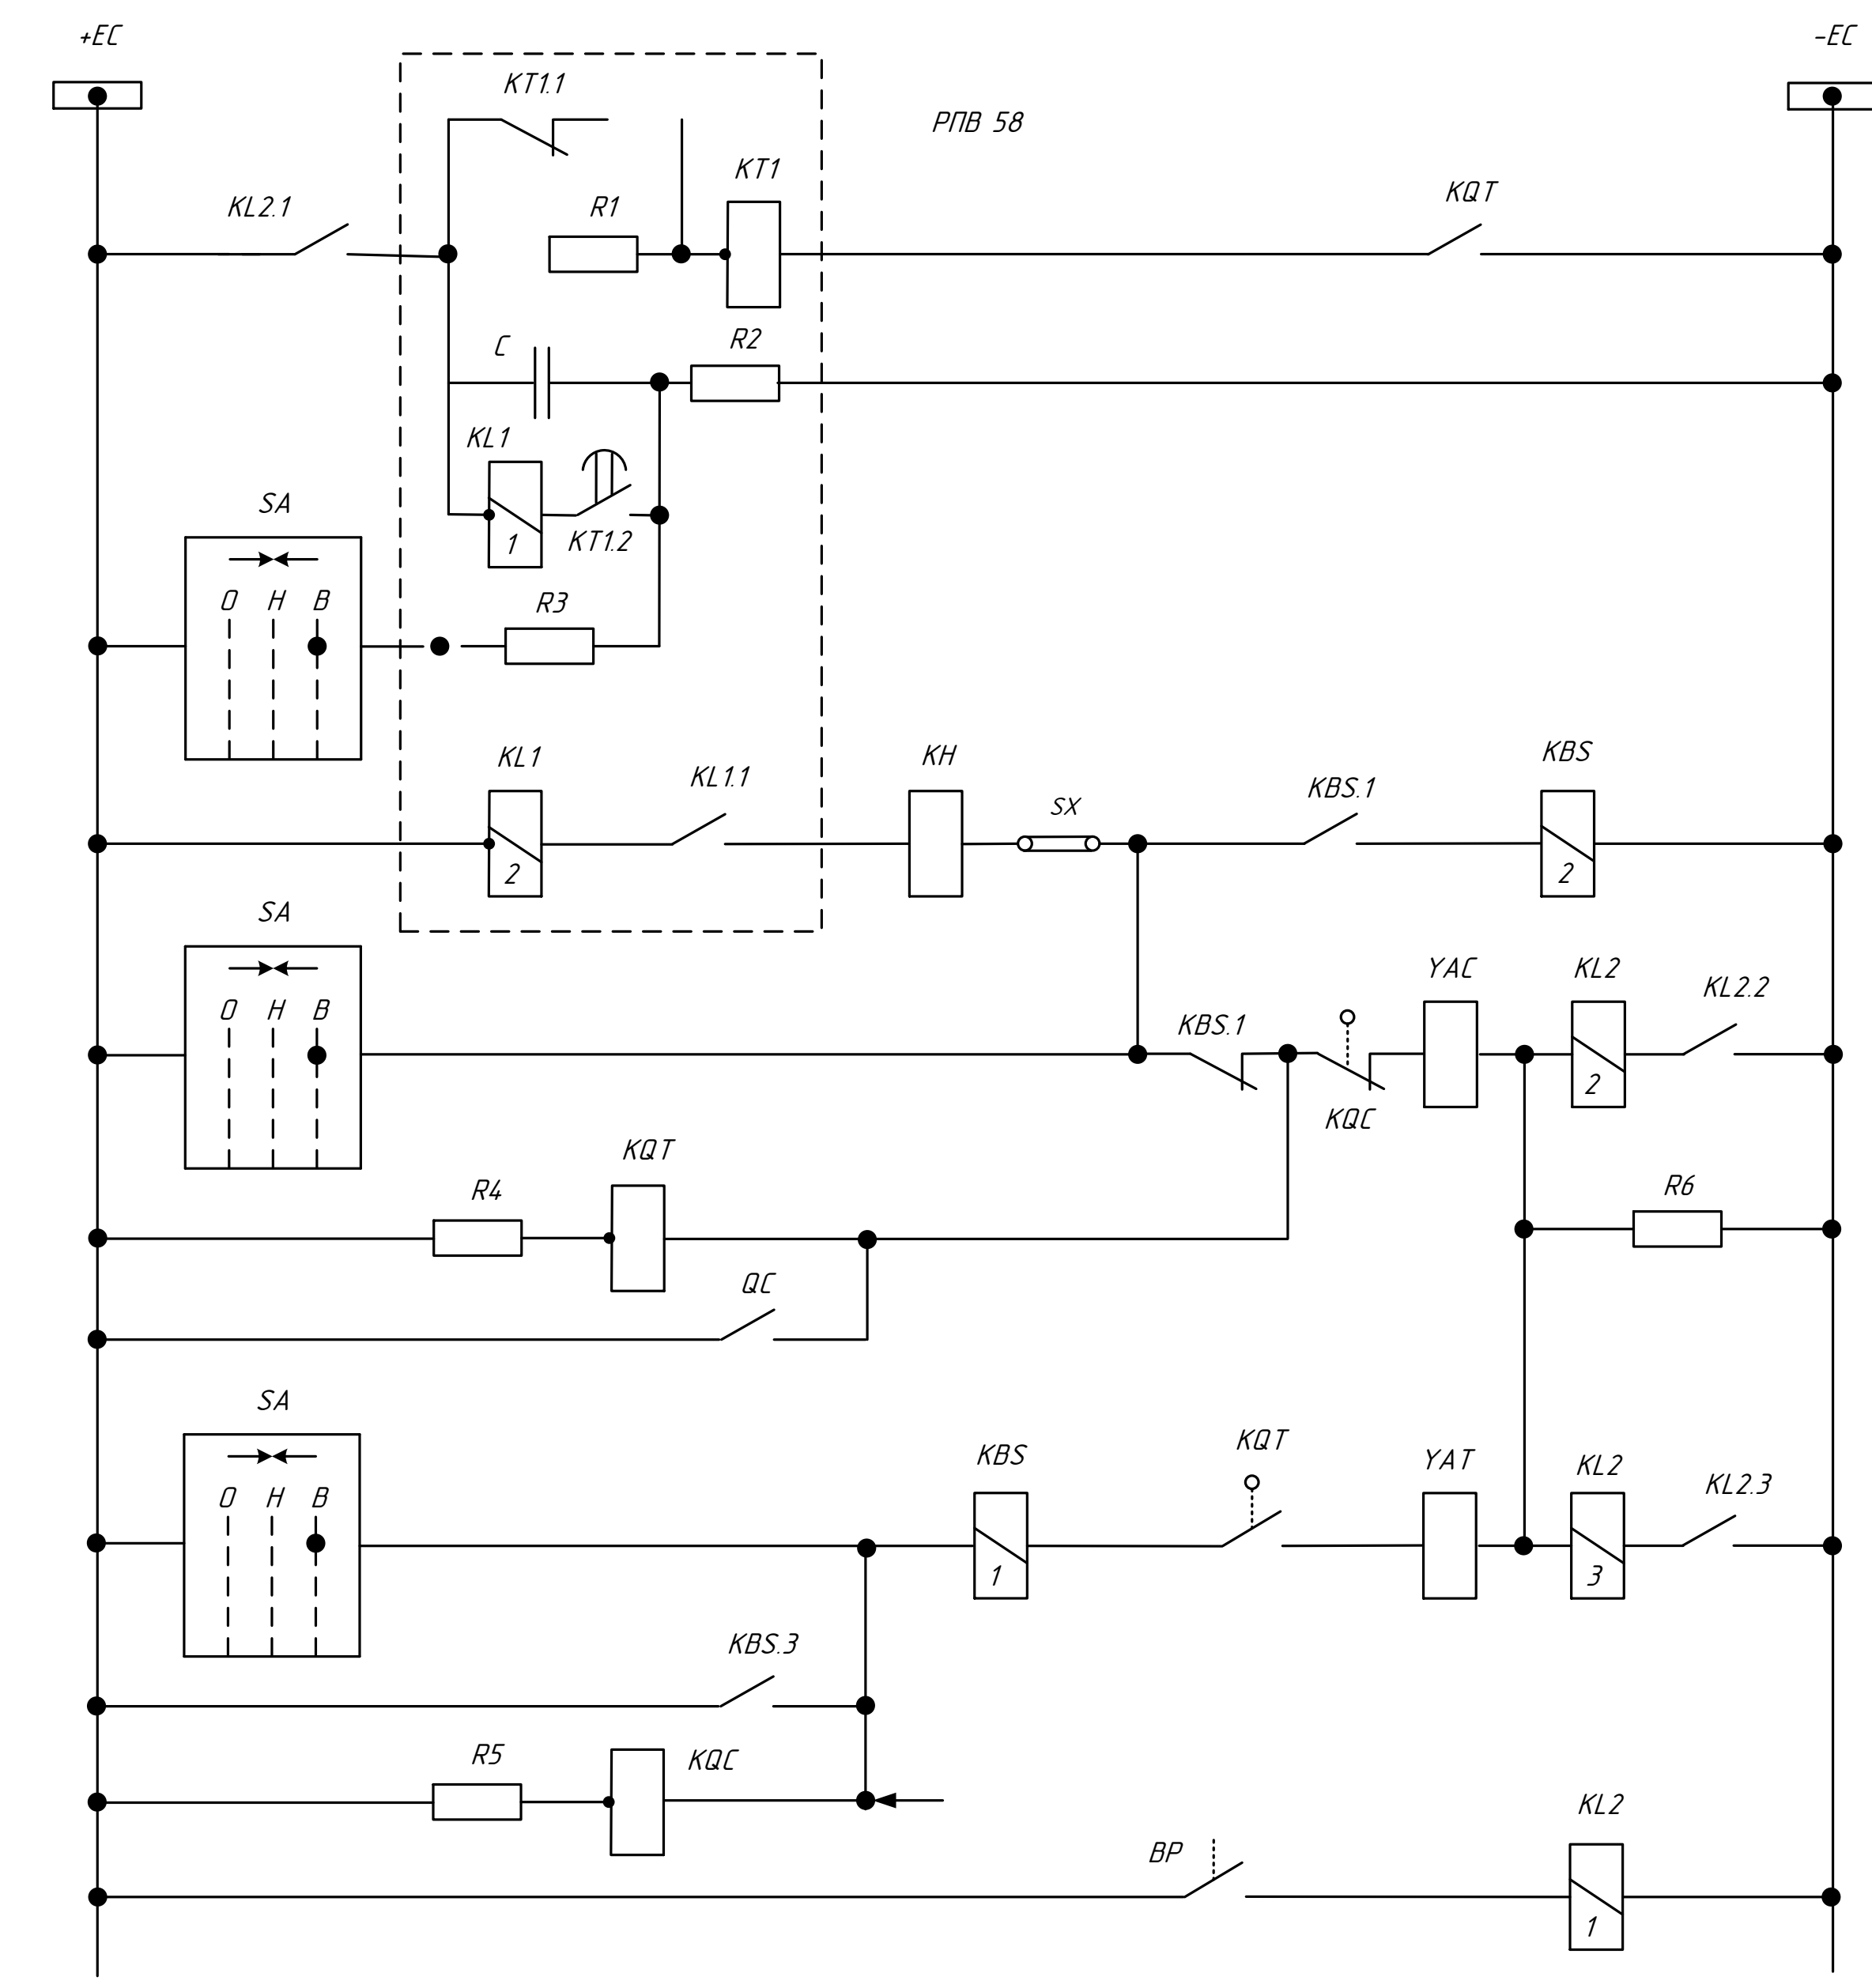 +EC
-EC
KT1.1
РПВ 58
KT1
KQT
KL2.1
R1
C
R2
KL1
1
KT1.2
SA
О Н В
R3
KL1
2
KL1.1
KH
SX
KBS.1
KBS
2
SA
О Н В
KBS.1
KQC
YAC
KL2
2
KL2.2
R4
KQT
R6
QC
SA
О Н В
KBS
1
KQT
YAT
KL2
3
KL2.3
KBS.3
R5
KQC
BP
KL2
1